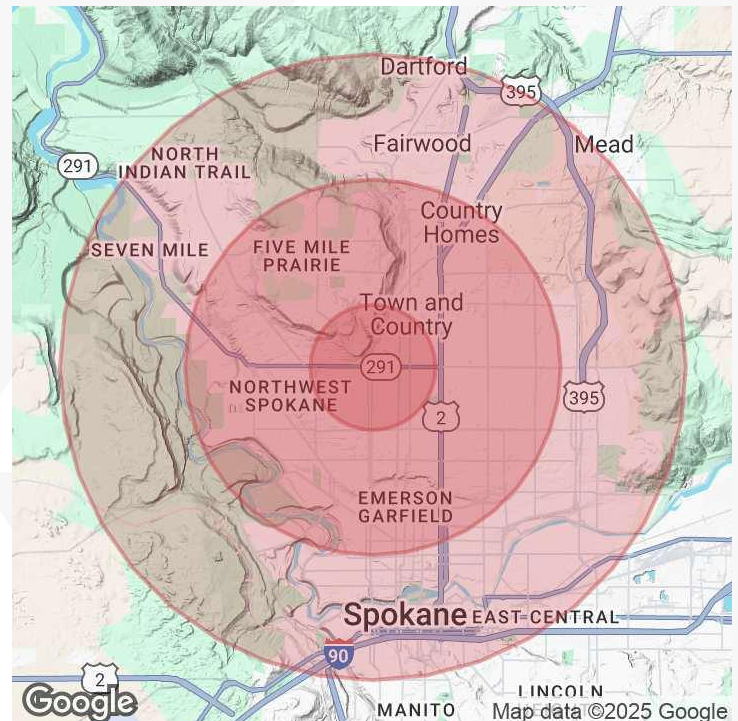 Dartford
395
Fairwood
Mead
NORTH
INDIAN TRAIL
291
Country
Homes
SEVEN MILE
FIVE MILE
PRAIRIE
Town and
Country
291
NORTHWEST
SPOKANE
395
2
EMERSON
GARFIELD
Spokane
EAST CENTRAL
90
2
Google
MANITO
LINCOLN
Map data ©2025 Google